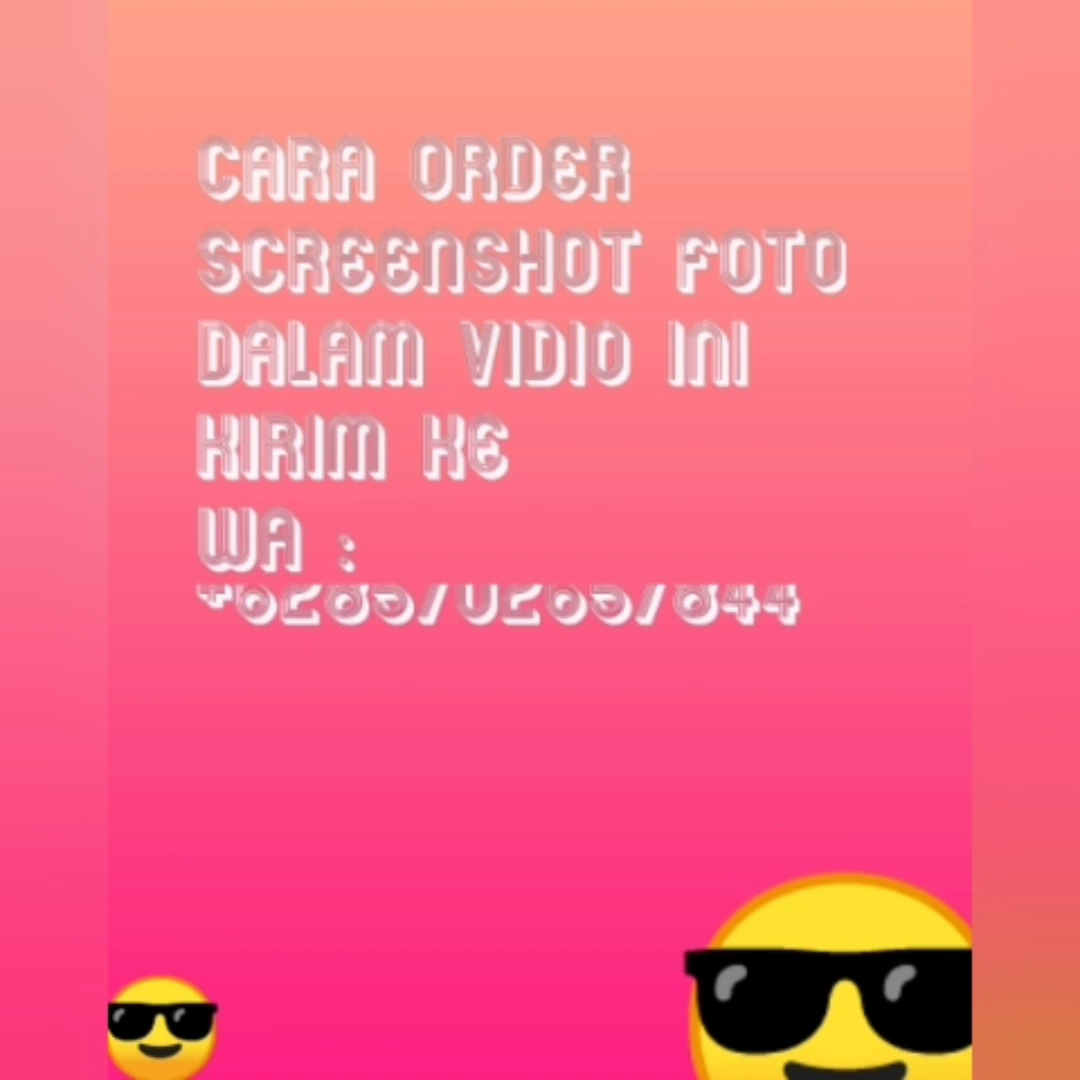 CARA ORDER
SCREENSHOT FOTO
DALAM VIDIO INI
KIRIM KE
WA :